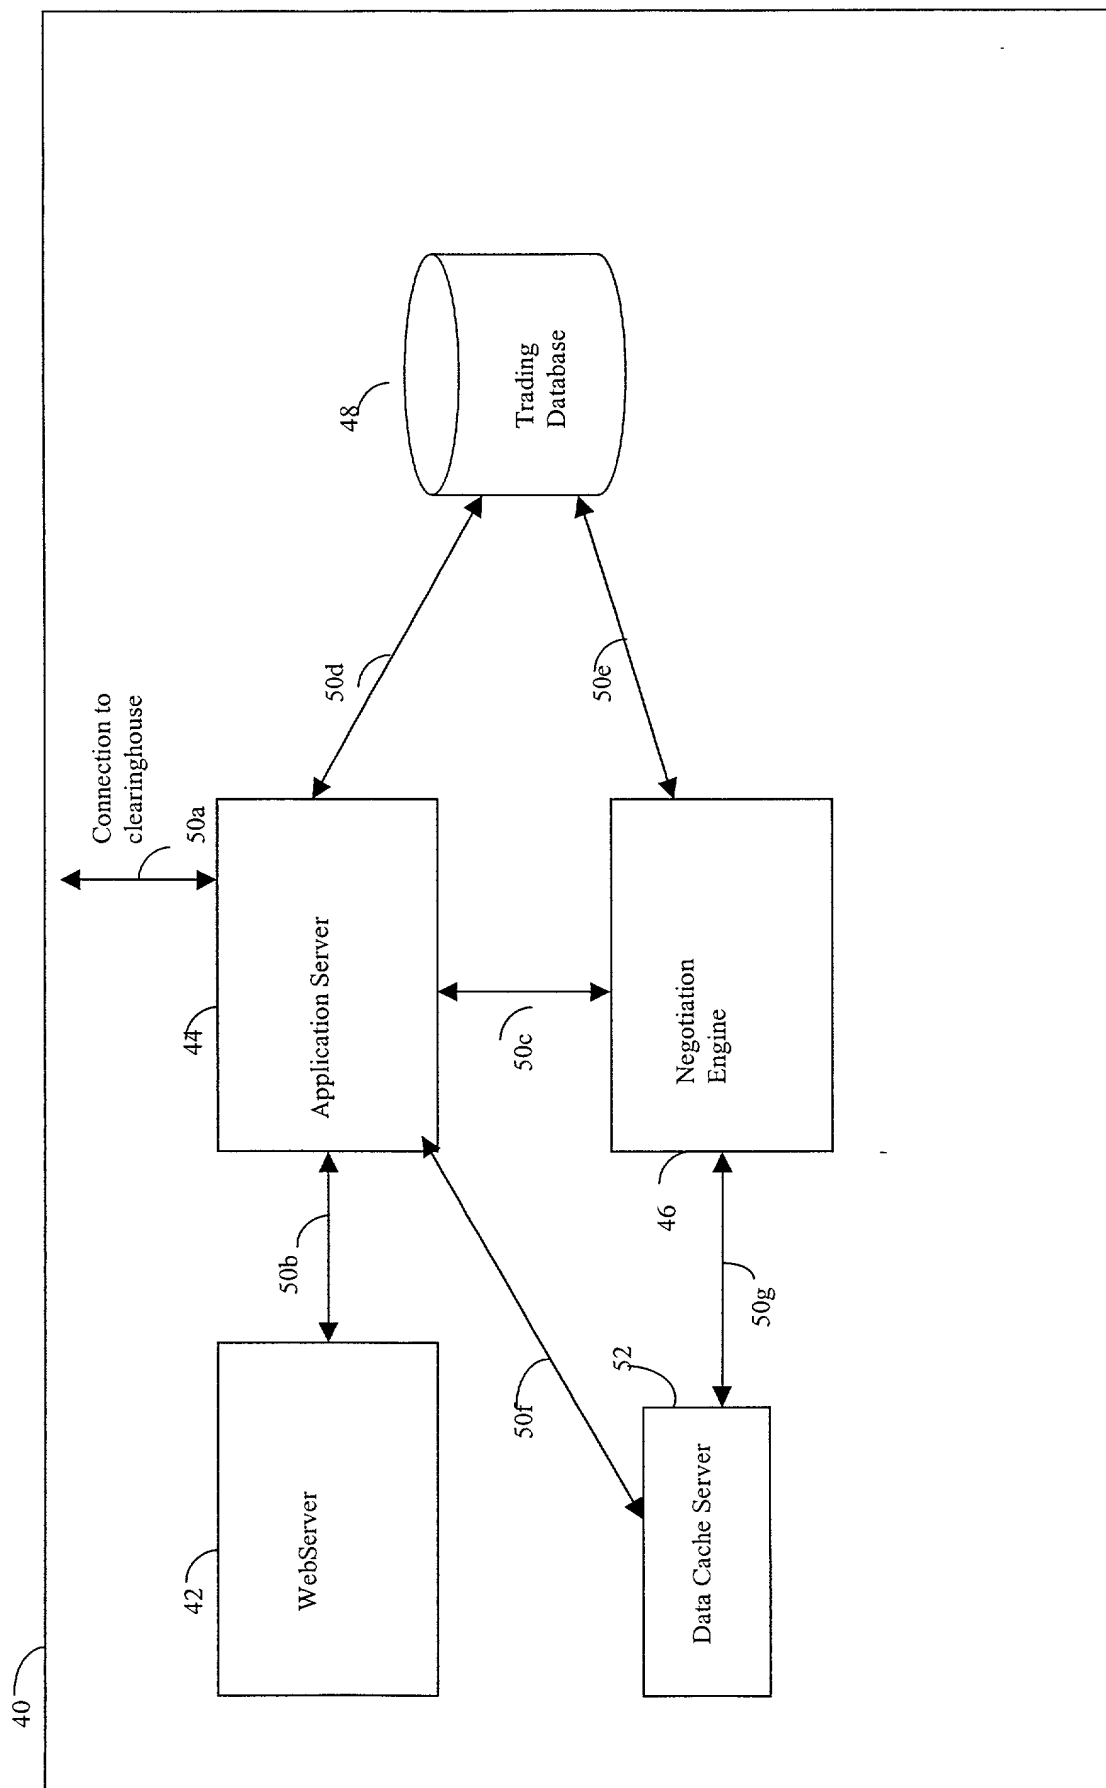 40
Connection to
clearinghouse
50a
42
WebServer
50b
44
Application Server
50d
48
Trading
Database
50c
50f
50e
52
Data Cache Server
50g
46
Negotiation
Engine